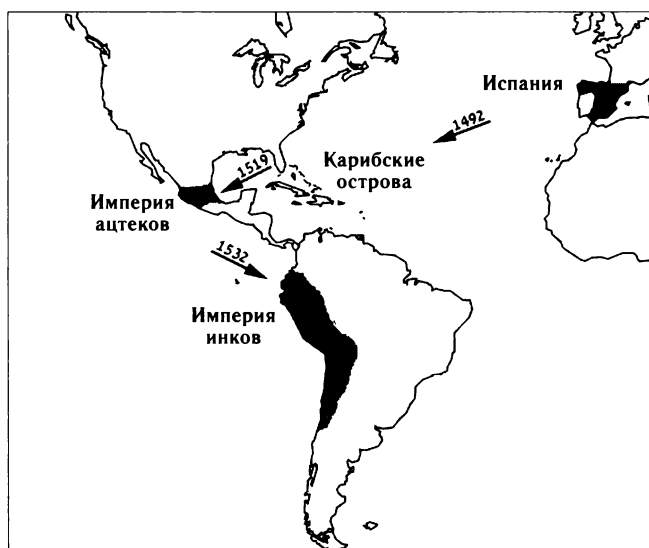 Испания
1492
1519
Карибские
острова
Империя
ацтеков
1532
Империя
инков